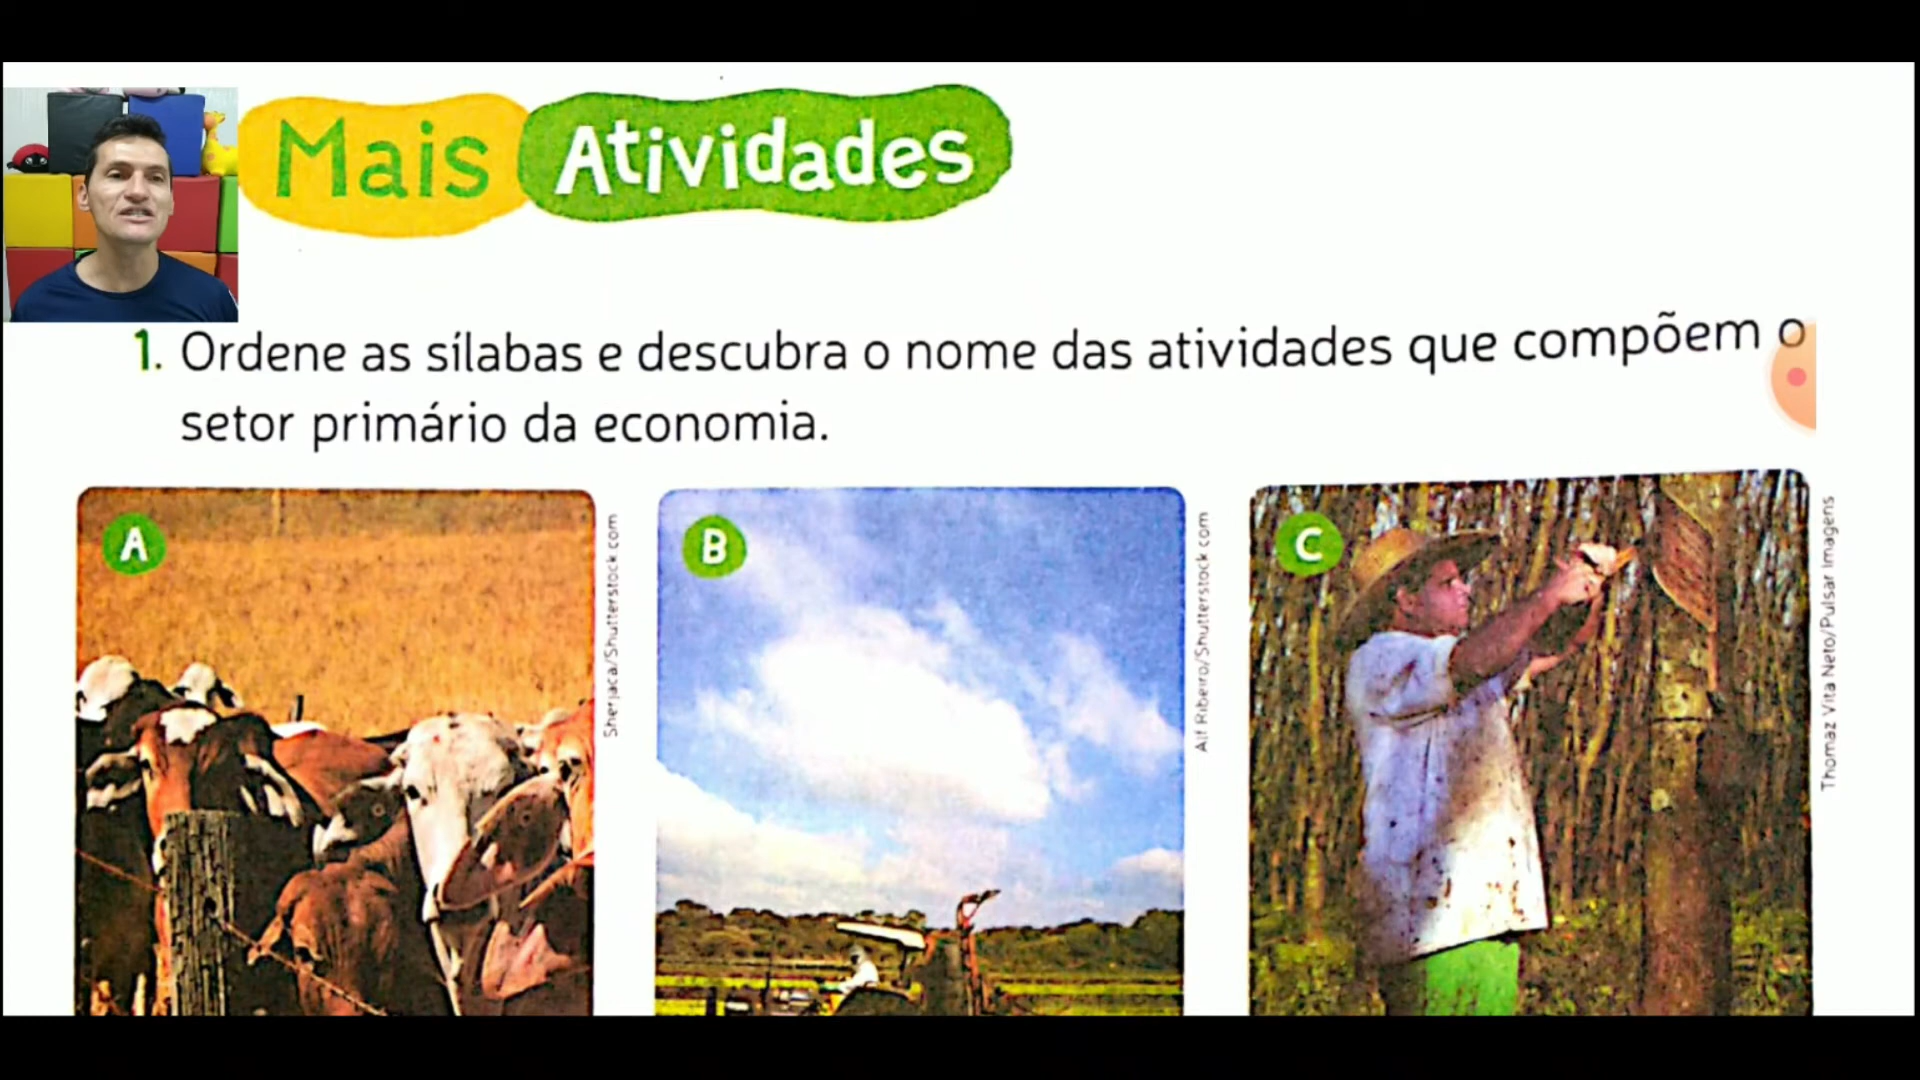 Mais Atividades
1. Ordene as sílabas e descubra o nome das atividades que compõem o
setor primário da economia.
A
Sherjaca/Shutterstock.com
B
Alf Ribeiro/Shutterstock.com
C
Thomaz Vita Neto/Pulsar Imagens